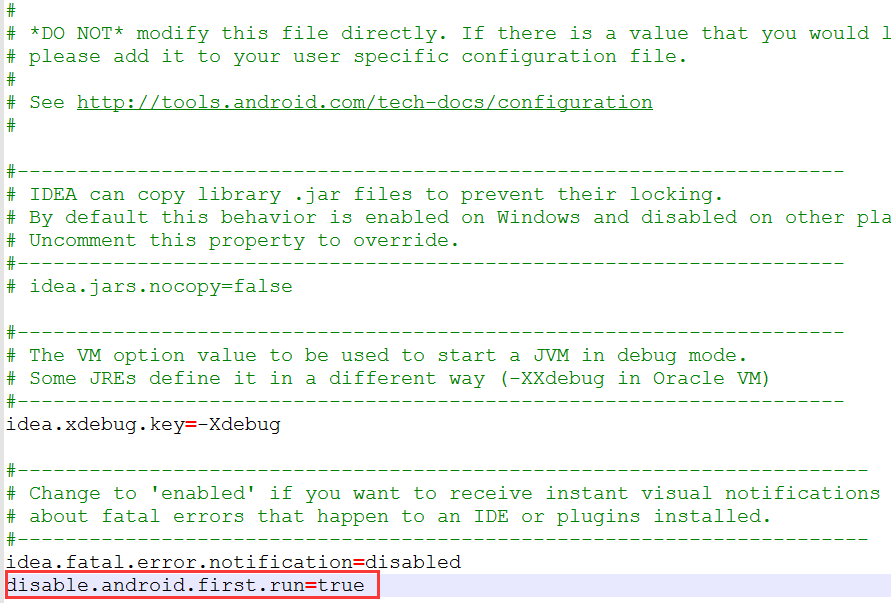 #
# *DO NOT* modify this file directly. If there is a value that you would l
# please add it to your user specific configuration file.
#
# See http://tools.android.com/tech-docs/configuration
#
#---------------------------------------------------------------------
# IDEA can copy library .jar files to prevent their locking.
# By default this behavior is enabled on Windows and disabled on other pla
# Uncomment this property to override.
#---------------------------------------------------------------------
# idea.jars.nocopy=false
#---------------------------------------------------------------------
# The VM option value to be used to start a JVM in debug mode.
# Some JREs define it in a different way (-XXdebug in Oracle VM)
#---------------------------------------------------------------------
idea.xdebug.key=-Xdebug
#-----------------------------------------------------------------------
# Change to 'enabled' if you want to receive instant visual notifications
# about fatal errors that happen to an IDE or plugins installed.
#-----------------------------------------------------------------------
idea.fatal.error.notification=disabled
disable.android.first.run=true